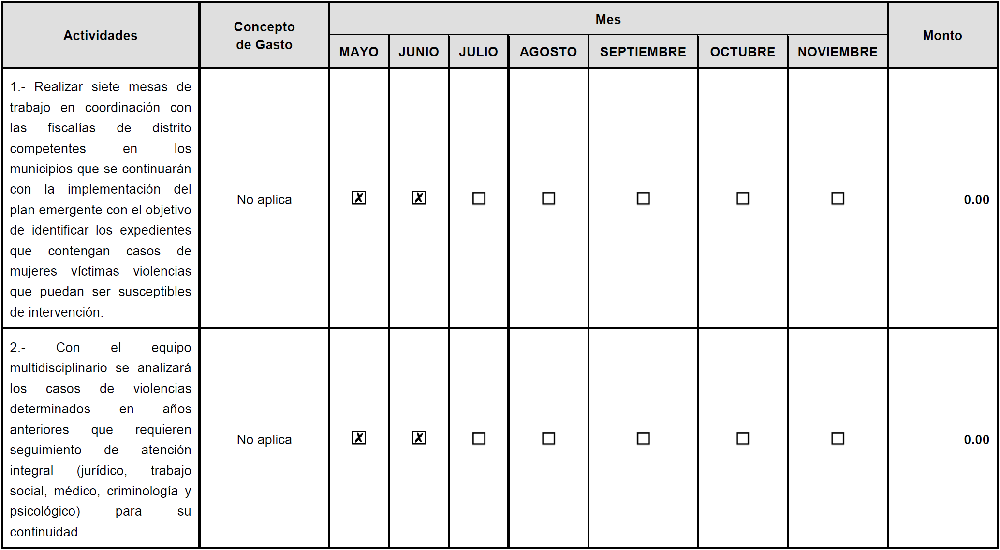 Actividades
Concepto
de Gasto
Mes
Monto
MAYO JUNIO JULIO AGOSTO SEPTIEMBRE OCTUBRE NOVIEMBRE
1.- Realizar siete mesas de
trabajo en coordinación con
las fiscalías de distrito
competentes en los
municipios que se continuarán
con la implementación del
plan emergente con el objetivo
de identificar los expedientes
que contengan casos de
mujeres víctimas violencias
que puedan ser susceptibles
de intervención.
No aplica
☒ ☒ ☐ ☐ ☐ ☐ ☐
0.00
2.- Con el equipo
multidisciplinario se analizará
los casos de violencias
determinados en años
anteriores que requieren
seguimiento de atención
integral (jurídico, trabajo
social, médico, criminología y
psicológico) para su
continuidad.
No aplica
☒ ☒ ☐ ☐ ☐ ☐ ☐
0.00